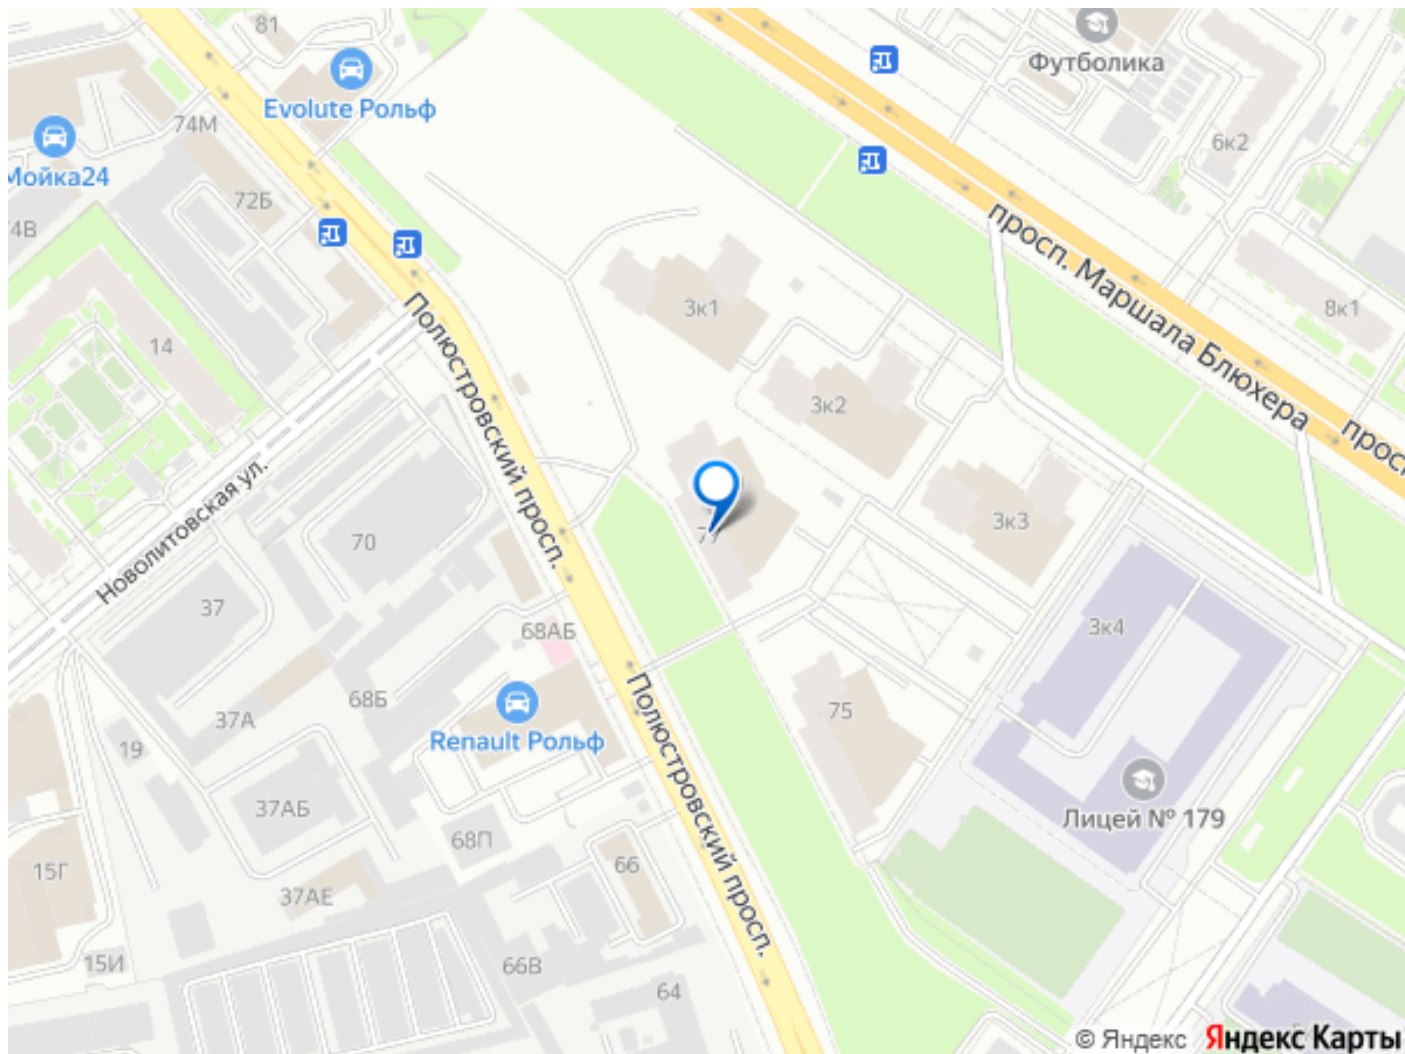 81
Футболика
Evolute Рольф
74М
6к2
Мойка24
72Б
74В
просп. Маршала Блюхера
3к1
8к1
14
Полюстровский просп.
3к2
просп
Новолитовская ул.
70
3к3
37
68АБ
3к4
68Б
37А
75
Renault Рольф
19
Полюстровский просп.
37АБ
Лицей № 179
68П
66
15Г
37АЕ
15И
66В
64
© Яндекс Яндекс Карты